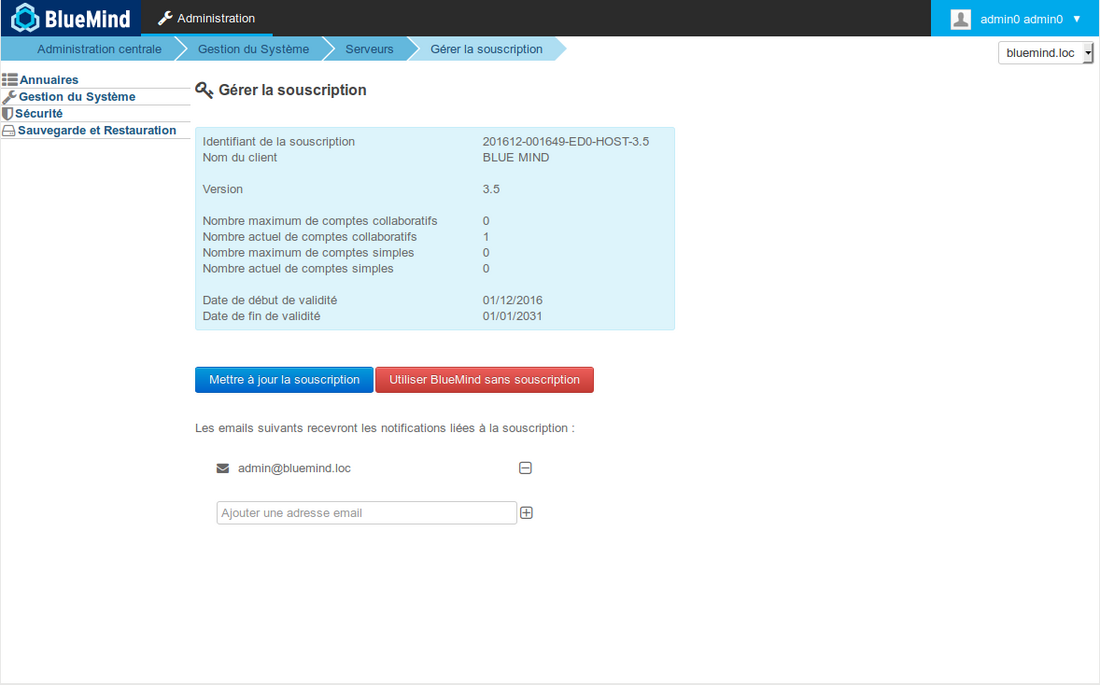 BlueMind Administration admin0 admin0 ▼
Administration centrale Gestion du Système Serveurs Gérer la souscription bluemind.loc
Annuaires
Gestion du Système
Sécurité
Sauvegarde et Restauration
Gérer la souscription
Identifiant de la souscription 201612-001649-ED0-HOST-3.5
Nom du client BLUE MIND
Version 3.5
Nombre maximum de comptes collaboratifs 0
Nombre actuel de comptes collaboratifs 1
Nombre maximum de comptes simples 0
Nombre actuel de comptes simples 0
Date de début de validité 01/12/2016
Date de fin de validité 01/01/2031
Mettre à jour la souscription Utiliser BlueMind sans souscription
Les emails suivants recevront les notifications liées à la souscription :
admin@bluemind.loc
Ajouter une adresse email